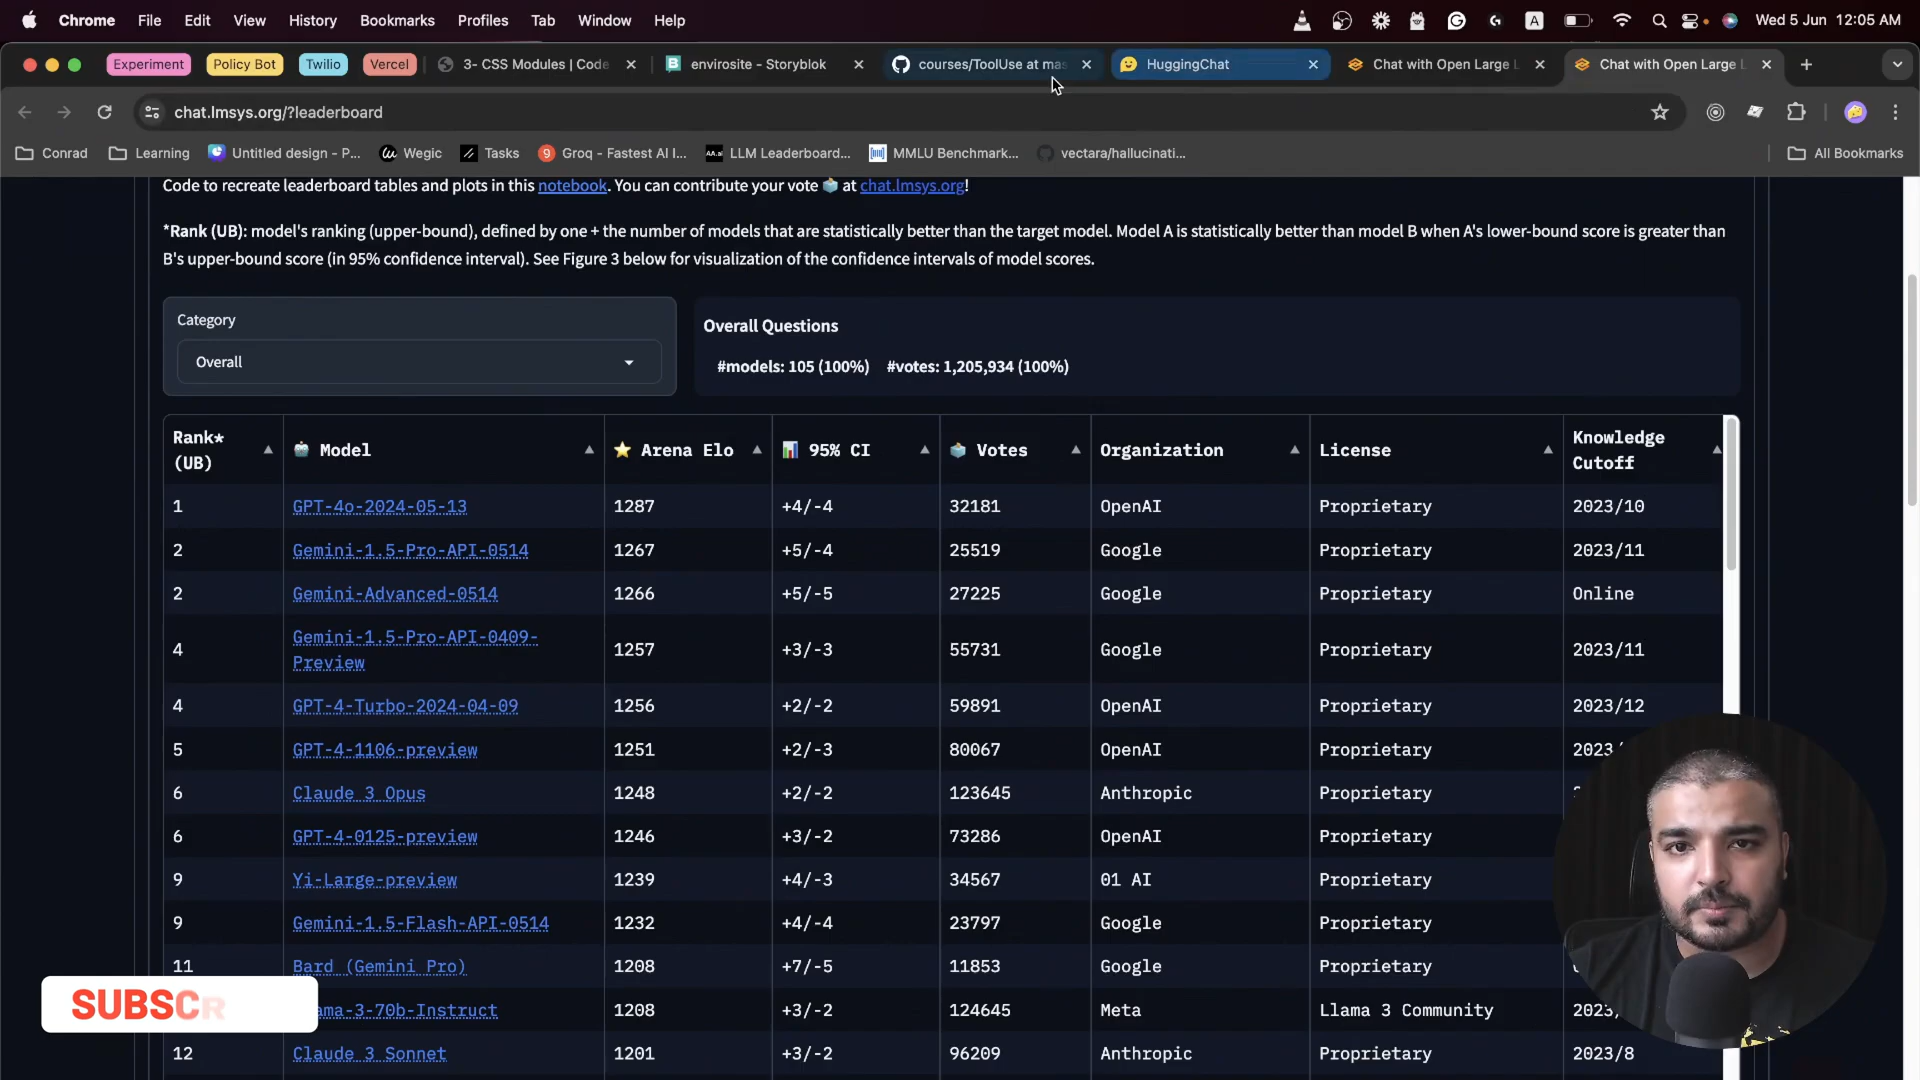 Chrome File Edit View History Bookmarks Profiles Tab Window Help A Wed 5 Jun 12:05 AM
Experiment Policy Bot Twilio Vercel 3- CSS Modules | Code envirosite - Storyblok courses/ToolUse at mas HuggingChat Chat with Open Large L Chat with Open Large L
chat.lmsys.org/?leaderboard
Conrad Learning Untitled design - P... Wegic Tasks Groq - Fastest AI I... LLM Leaderboard... MMLU Benchmark... vectara/hallucinati... All Bookmarks
Code to recreate leaderboard tables and plots in this notebook. You can contribute your vote 🗳️ at chat.lmsys.org!
*Rank (UB): model's ranking (upper-bound), defined by one + the number of models that are statistically better than the target model. Model A is statistically better than model B when A's lower-bound score is greater than
B's upper-bound score (in 95% confidence interval). See Figure 3 below for visualization of the confidence intervals of model scores.
Category
Overall
Overall Questions
#models: 105 (100%) #votes: 1,205,934 (100%)
Rank* (UB) 🤖 Model ⭐ Arena Elo 📊 95% CI 🗳️ Votes Organization License Knowledge Cutoff
1 GPT-4o-2024-05-13 1287 +4/-4 32181 OpenAI Proprietary 2023/10
2 Gemini-1.5-Pro-API-0514 1267 +5/-4 25519 Google Proprietary 2023/11
2 Gemini-Advanced-0514 1266 +5/-5 27225 Google Proprietary Online
4 Gemini-1.5-Pro-API-0409-Preview 1257 +3/-3 55731 Google Proprietary 2023/11
4 GPT-4-Turbo-2024-04-09 1256 +2/-2 59891 OpenAI Proprietary 2023/12
5 GPT-4-1106-preview 1251 +2/-3 80067 OpenAI Proprietary 2023/
6 Claude 3 Opus 1248 +2/-2 123645 Anthropic Proprietary
6 GPT-4-0125-preview 1246 +3/-2 73286 OpenAI Proprietary
9 Yi-Large-preview 1239 +4/-3 34567 01 AI Proprietary
9 Gemini-1.5-Flash-API-0514 1232 +4/-4 23797 Google Proprietary
11 Bard (Gemini Pro) 1208 +7/-5 11853 Google Proprietary
ama-3-70b-Instruct 1208 +3/-2 124645 Meta Llama 3 Community 2023/
12 Claude 3 Sonnet 1201 +3/-2 96209 Anthropic Proprietary 2023/8
SUBSCR